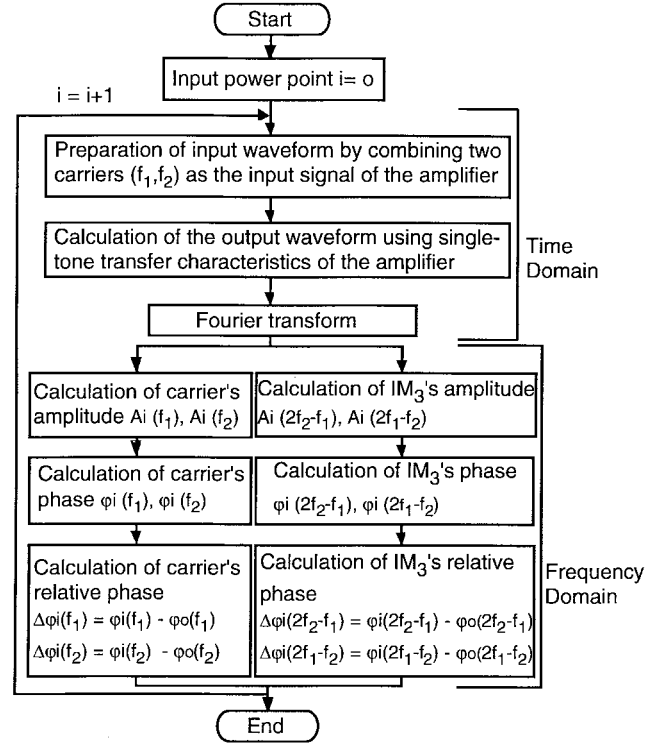 Start
Input power point i= o
i = i+1
Preparation of input waveform by combining two
carriers (f₁,f₂) as the input signal of the amplifier
Calculation of the output waveform using single-
tone transfer characteristics of the amplifier
Time
Domain
Fourier transform
Calculation of carrier's
amplitude Ai (f₁), Ai (f₂)
Calculation of IM₃'s amplitude
Ai (2f₂-f₁), Ai (2f₁-f₂)
Calculation of carrier's
phase φi (f₁), φi (f₂)
Calculation of IM₃'s phase
φi (2f₂-f₁), φi (2f₁-f₂)
Calculation of carrier's
relative phase
Δφi(f₁) = φi(f₁) - φo(f₁)
Δφi(f₂) = φi(f₂) - φo(f₂)
Calculation of IM₃'s relative
phase
Δφi(2f₂-f₁) = φi(2f₂-f₁) - φo(2f₂-f₁)
Δφi(2f₁-f₂) = φi(2f₁-f₂) - φo(2f₁-f₂)
Frequency
Domain
End